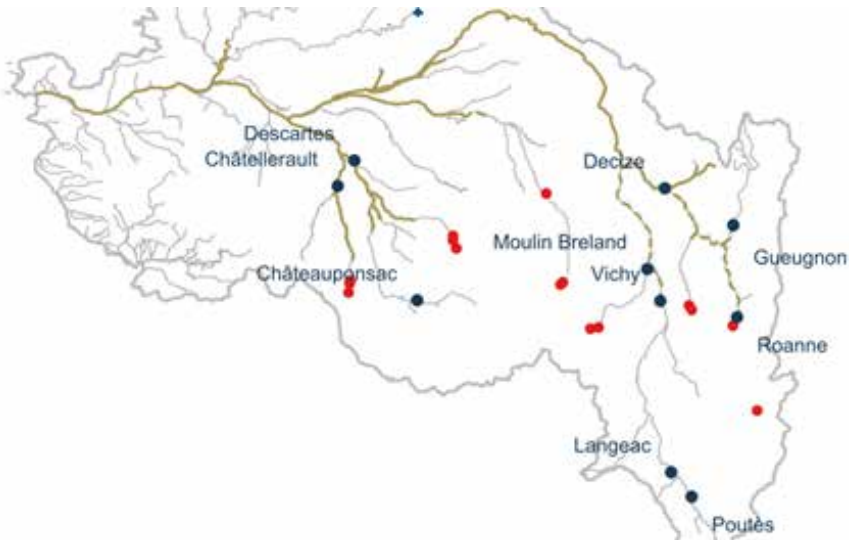 Descartes
Châtellerault
Decize
Moulin Breland
Gueugnon
Châteauponsac
Vichy
Roanne
Langeac
Poutès